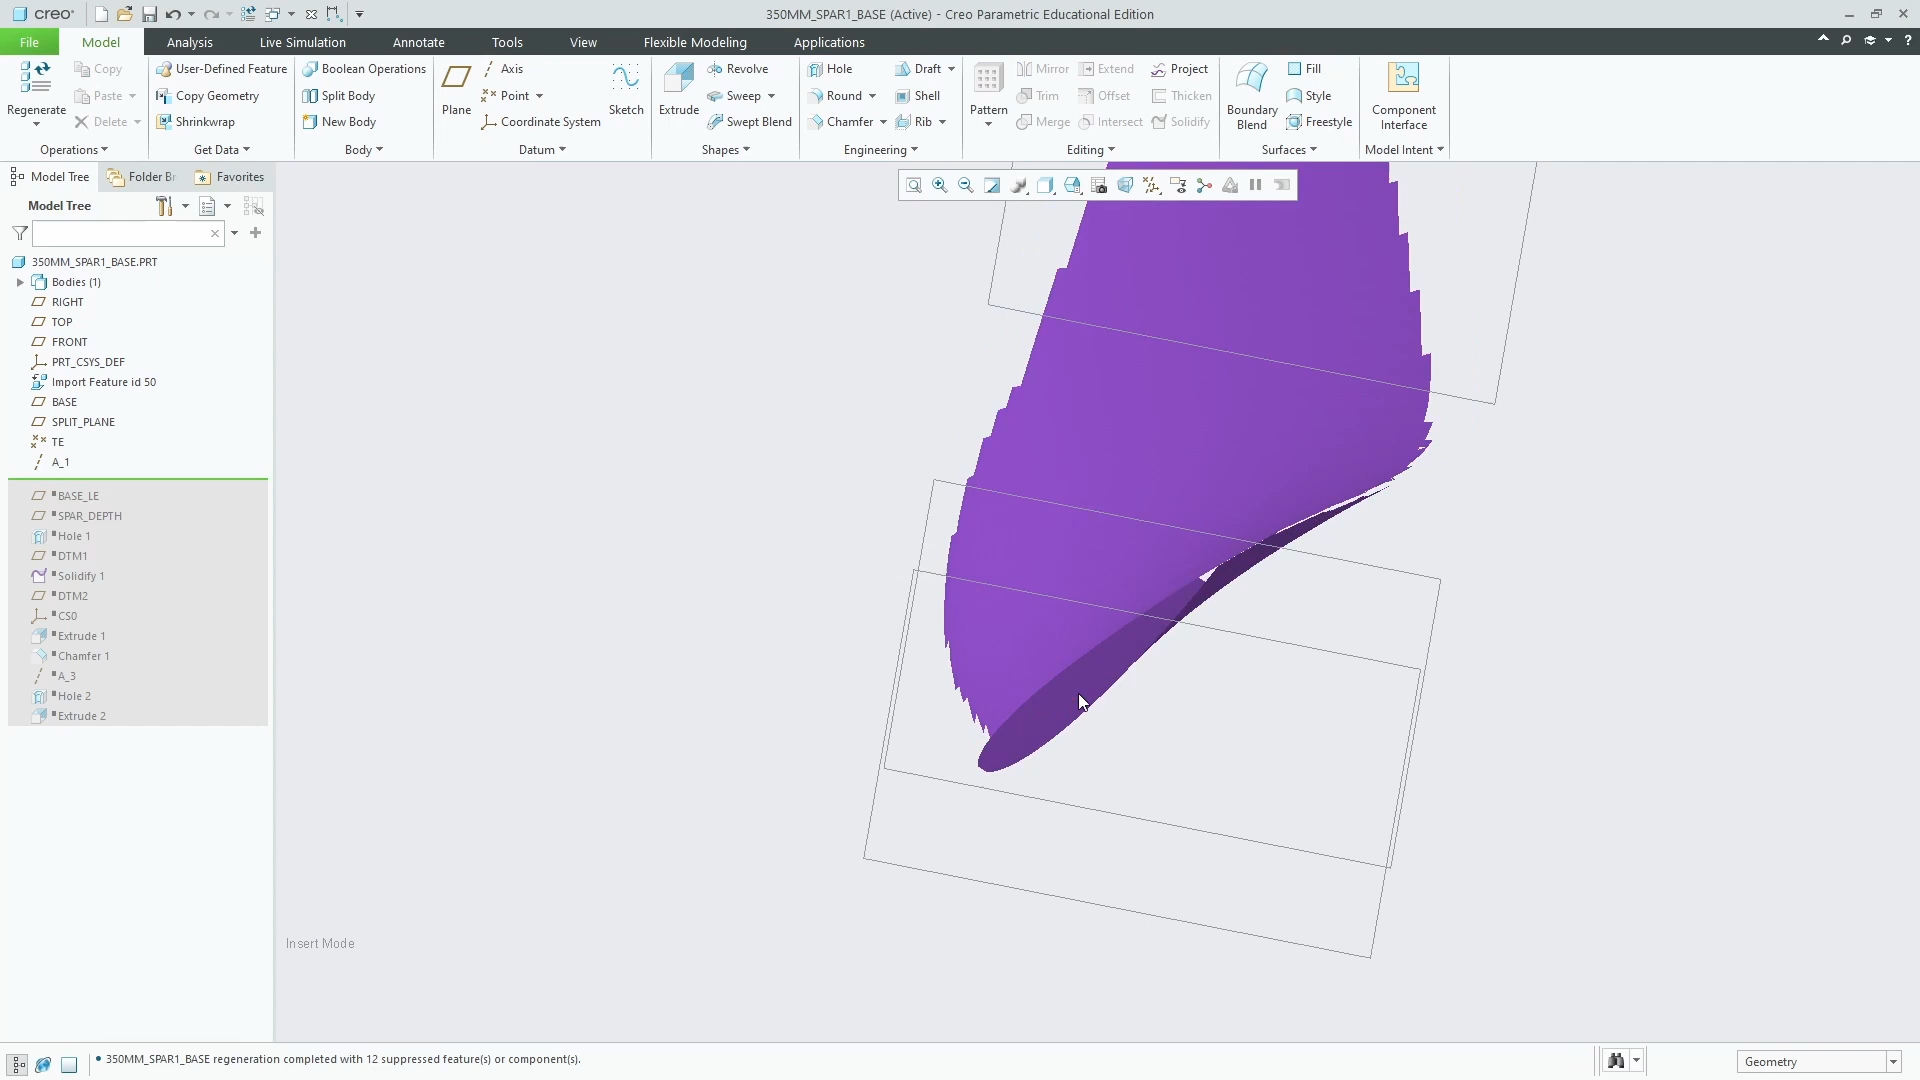 creo
350MM_SPAR1_BASE (Active) - Creo Parametric Educational Edition
File
Model
Analysis
Live Simulation
Annotate
Tools
View
Flexible Modeling
Applications
Regenerate
Copy
Paste
Delete
Operations
User-Defined Feature
Copy Geometry
Shrinkwrap
Get Data
Boolean Operations
Split Body
New Body
Body
Plane
Axis
Point
Coordinate System
Sketch
Datum
Extrude
Revolve
Sweep
Swept Blend
Shapes
Hole
Round
Chamfer
Draft
Shell
Rib
Engineering
Pattern
Mirror
Trim
Merge
Extend
Offset
Intersect
Project
Thicken
Solidify
Editing
Boundary
Blend
Fill
Style
Freestyle
Surfaces
Component
Interface
Model Intent
Model Tree
Folder Br
Favorites
Model Tree
350MM_SPAR1_BASE.PRT
Bodies (1)
RIGHT
TOP
FRONT
PRT_CSYS_DEF
Import Feature id 50
BASE
SPLIT_PLANE
TE
A_1
BASE_LE
SPAR_DEPTH
Hole 1
DTM1
Solidify 1
DTM2
CS0
Extrude 1
Chamfer 1
A_3
Hole 2
Extrude 2
Insert Mode
350MM_SPAR1_BASE regeneration completed with 12 suppressed feature(s) or component(s).
Geometry